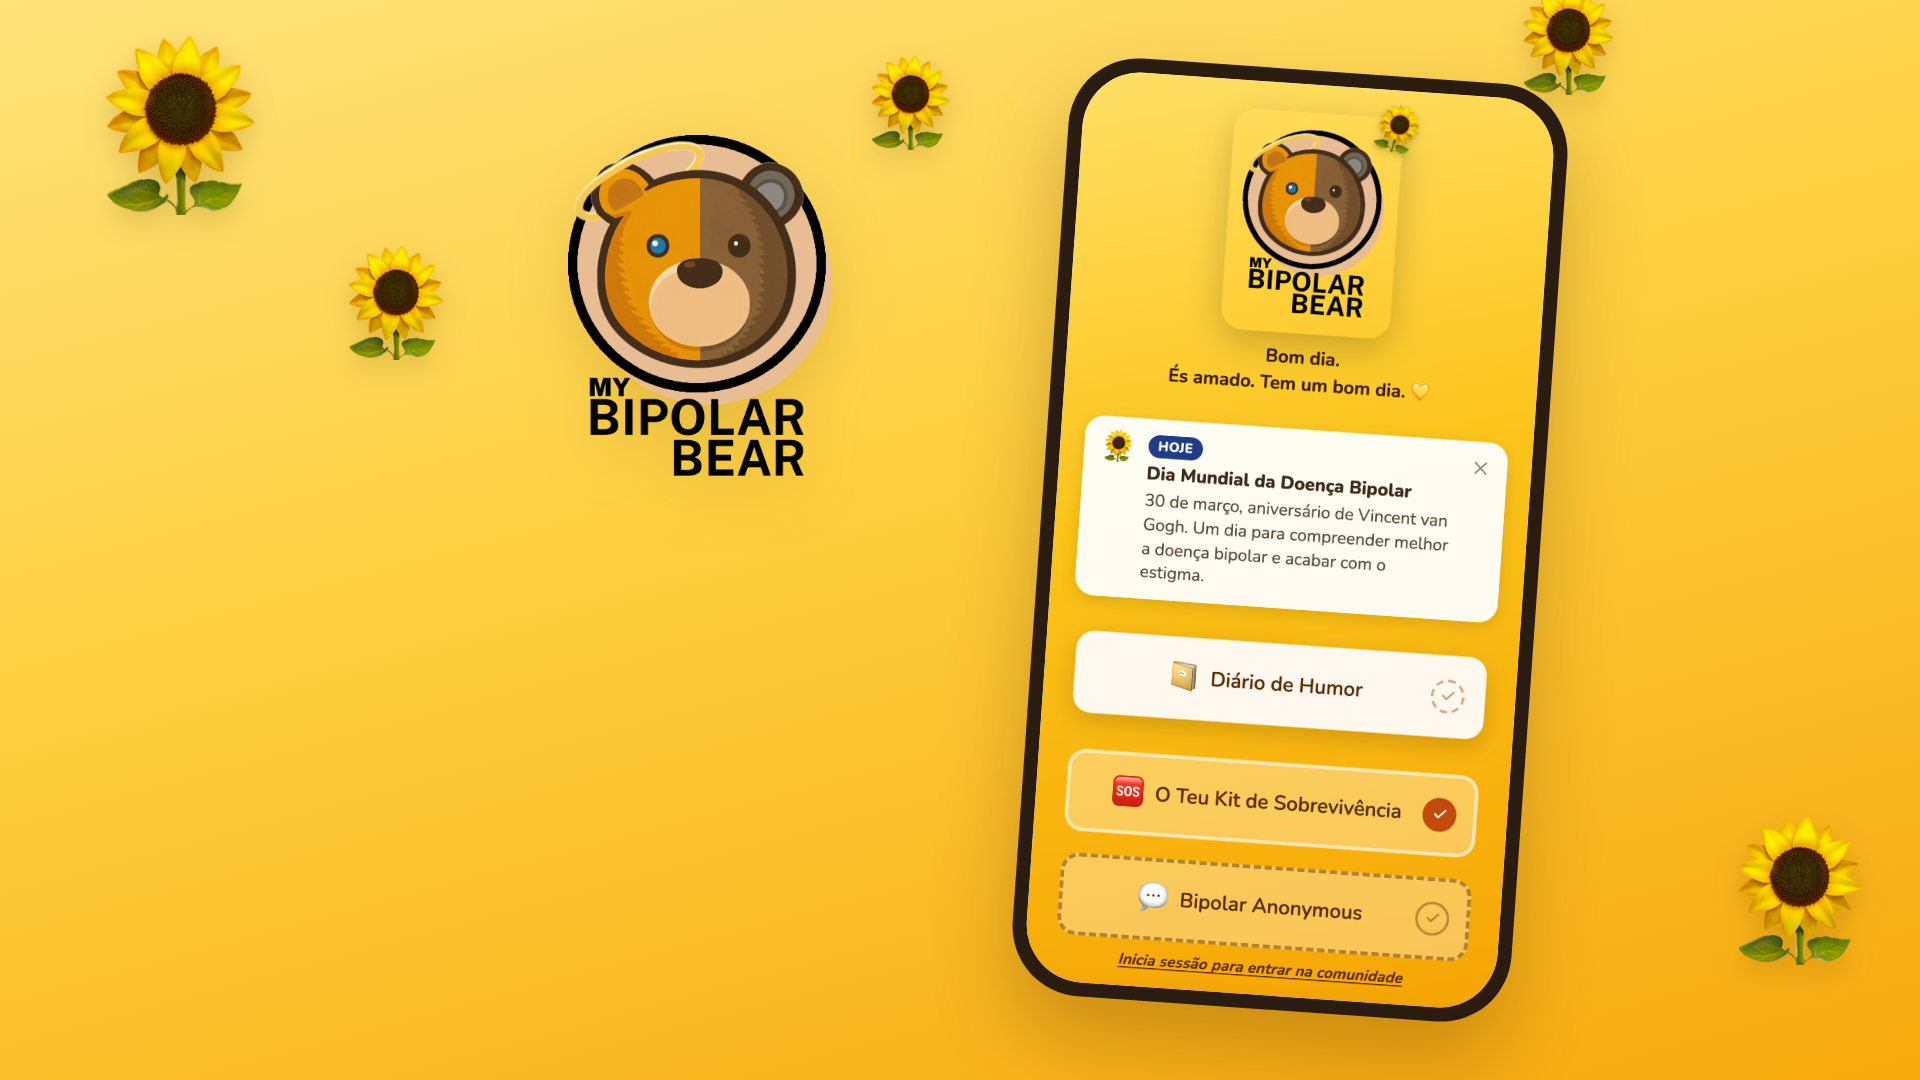 MY
BIPOLAR
BEAR
MY
BIPOLAR
BEAR
Bom dia.
És amado. Tem um bom dia. 💛
HOJE
Dia Mundial da Doença Bipolar
30 de março, aniversário de Vincent van
Gogh. Um dia para compreender melhor
a doença bipolar e acabar com o
estigma.
Diário de Humor
SOS O Teu Kit de Sobrevivência
Bipolar Anonymous
Inicia sessão para entrar na comunidade